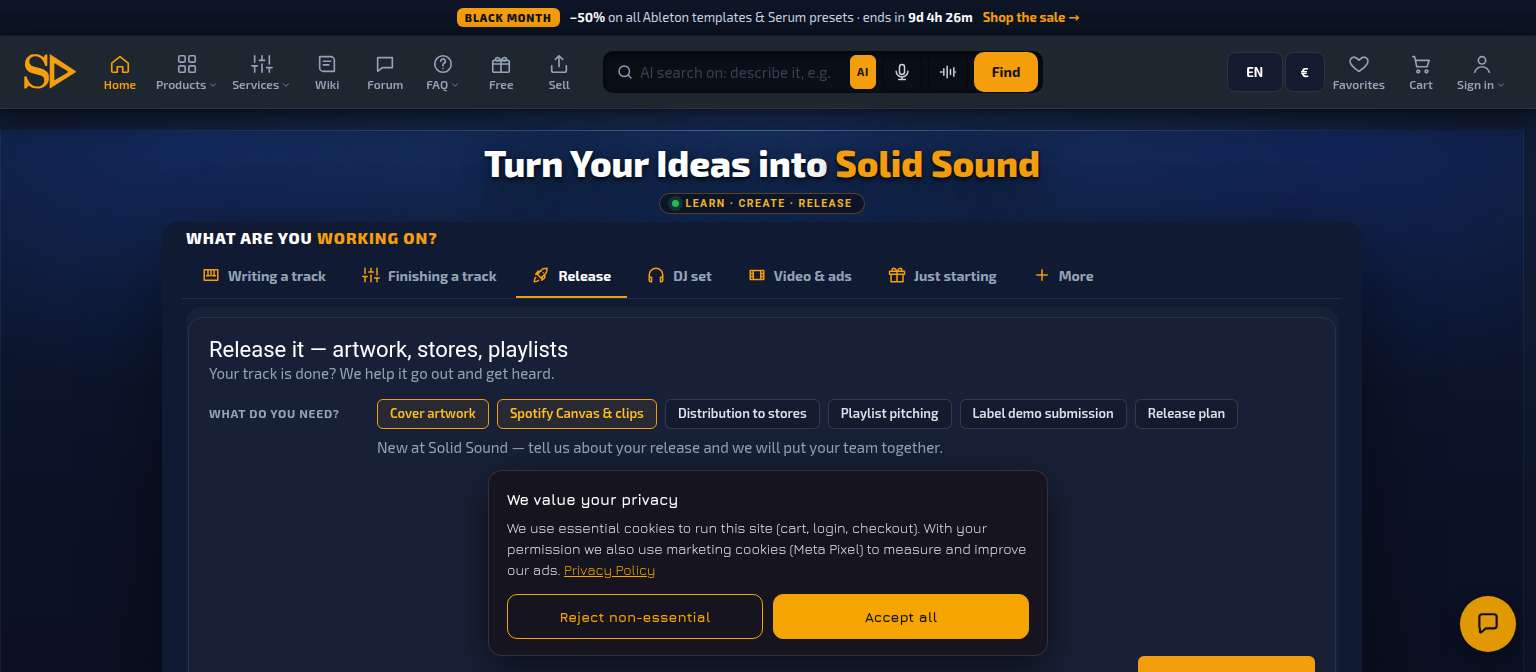 BLACK MONTH −50% on all Ableton templates & Serum presets · ends in 9d 4h 26m Shop the sale →
Home Products Services Wiki Forum FAQ Free Sell
AI search on: describe it, e.g. AI Find
EN € Favorites Cart Sign in
Turn Your Ideas into Solid Sound
LEARN · CREATE · RELEASE
WHAT ARE YOU WORKING ON?
Writing a track Finishing a track Release DJ set Video & ads Just starting More
Release it — artwork, stores, playlists
Your track is done? We help it go out and get heard.
WHAT DO YOU NEED? Cover artwork Spotify Canvas & clips Distribution to stores Playlist pitching Label demo submission Release plan
New at Solid Sound — tell us about your release and we will put your team together.
We value your privacy
We use essential cookies to run this site (cart, login, checkout). With your
permission we also use marketing cookies (Meta Pixel) to measure and improve
our ads. Privacy Policy
Reject non-essential Accept all